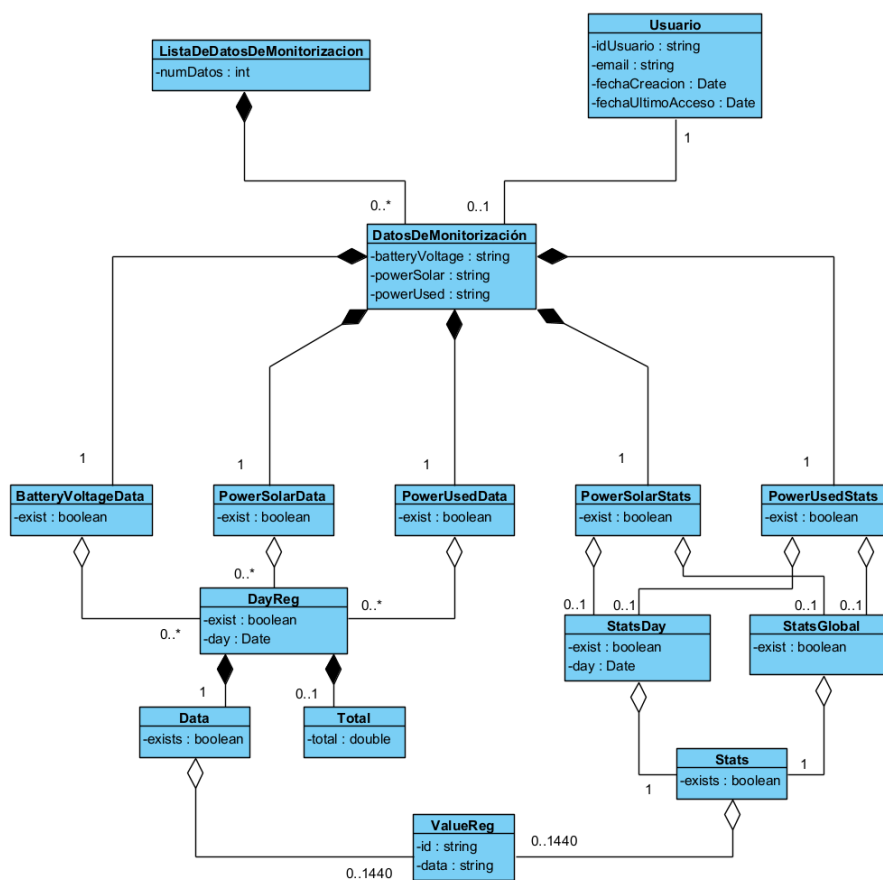 ListaDeDatosDeMonitorizacion
-numDatos : int
Usuario
-idUsuario : string
-email : string
-fechaCreacion : Date
-fechaUltimoAcceso : Date
1
0..*
0..1
DatosDeMonitorización
-batteryVoltage : string
-powerSolar : string
-powerUsed : string
1
1
1
1
1
BatteryVoltageData
-exist : boolean
PowerSolarData
-exist : boolean
PowerUsedData
-exist : boolean
PowerSolarStats
-exist : boolean
PowerUsedStats
-exist : boolean
0..*
0..*
0..*
0..1
0..1
0..1
0..1
DayReg
-exist : boolean
-day : Date
StatsDay
-exist : boolean
-day : Date
StatsGlobal
-exist : boolean
1
0..1
Data
-exists : boolean
Total
-total : double
Stats
-exists : boolean
1
1
ValueReg
-id : string
-data : string
0..1440
0..1440